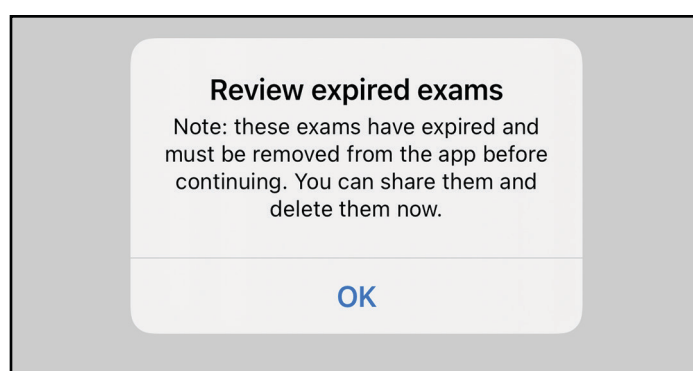 Review expired exams
Note: these exams have expired and
must be removed from the app before
continuing. You can share them and
delete them now.
OK